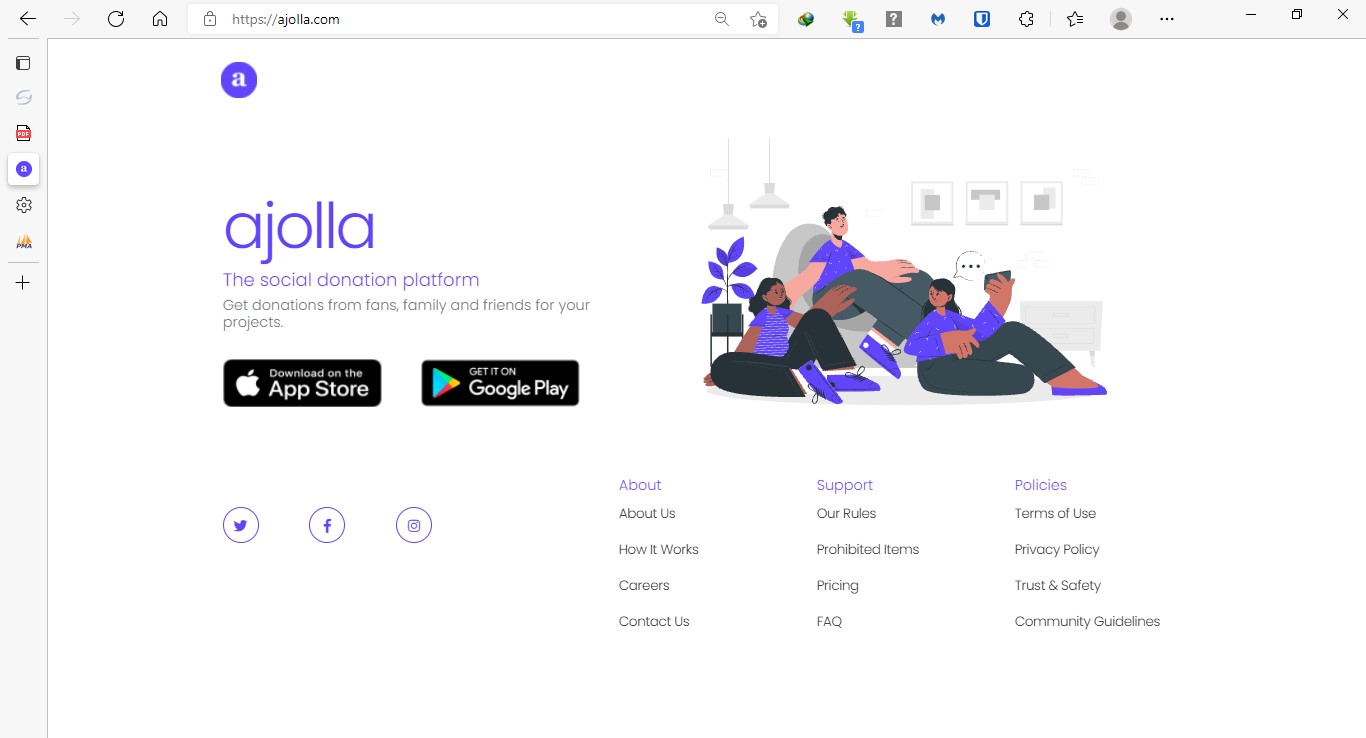 https://ajolla.com
a
PDF
a
PMA
ajolla
The social donation platform
Get donations from fans, family and friends for your
projects.
Download on the
App Store
GET IT ON
Google Play
About
About Us
How It Works
Careers
Contact Us
Support
Our Rules
Prohibited Items
Pricing
FAQ
Policies
Terms of Use
Privacy Policy
Trust & Safety
Community Guidelines